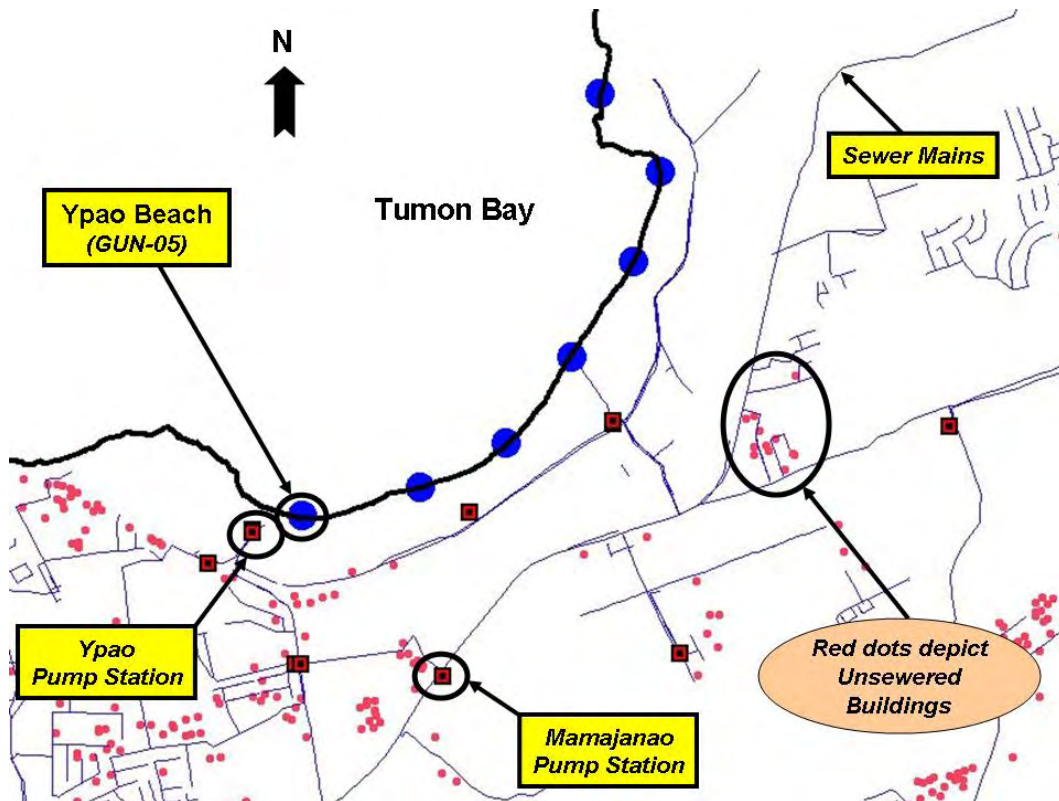 N
Sewer Mains
Ypao Beach
(GUN-05)
Tumon Bay
Ypao
Pump Station
Red dots depict
Unsewered
Buildings
Mamajanao
Pump Station